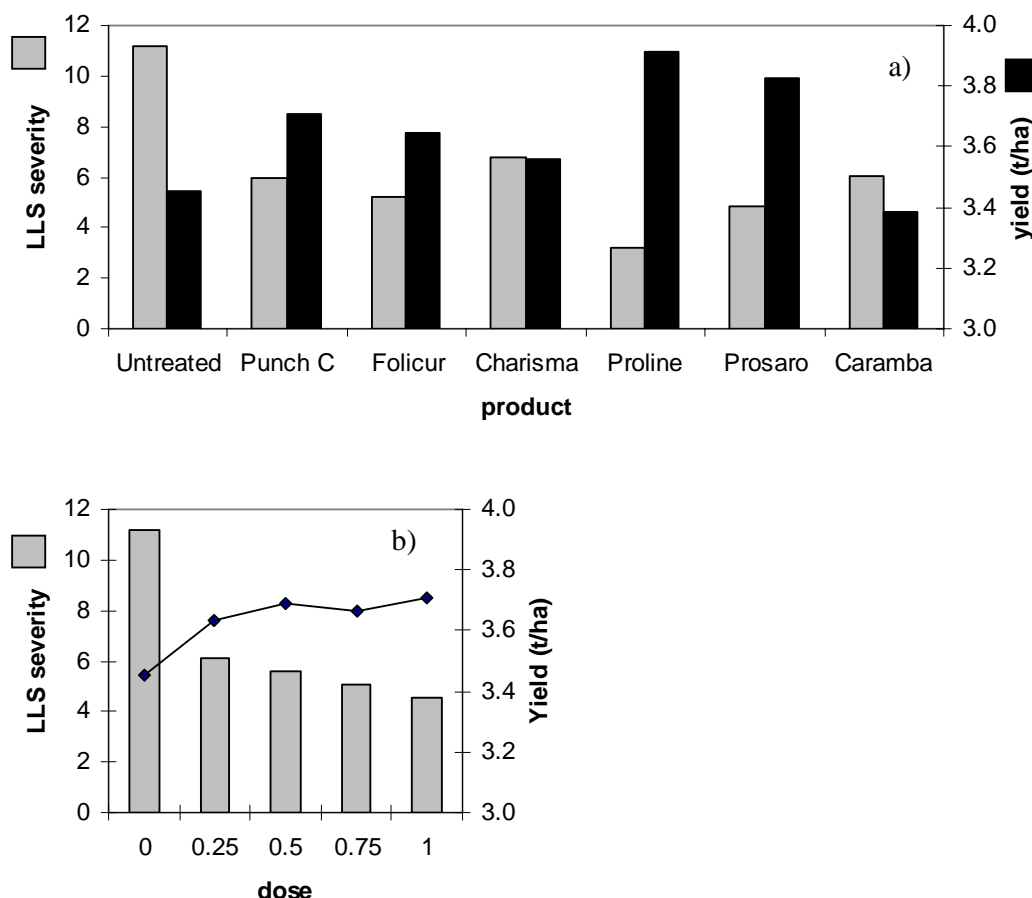 12
10
8
6
4
2
0
LLS severity
a)
4.0
3.8
3.6
3.4
3.2
3.0
yield (t/ha)
Untreated Punch C Folicur Charisma Proline Prosaro Caramba
product
12
10
8
6
4
2
0
LLS severity
b)
4.0
3.8
3.6
3.4
3.2
3.0
Yield (t/ha)
0 0.25 0.5 0.75 1
dose